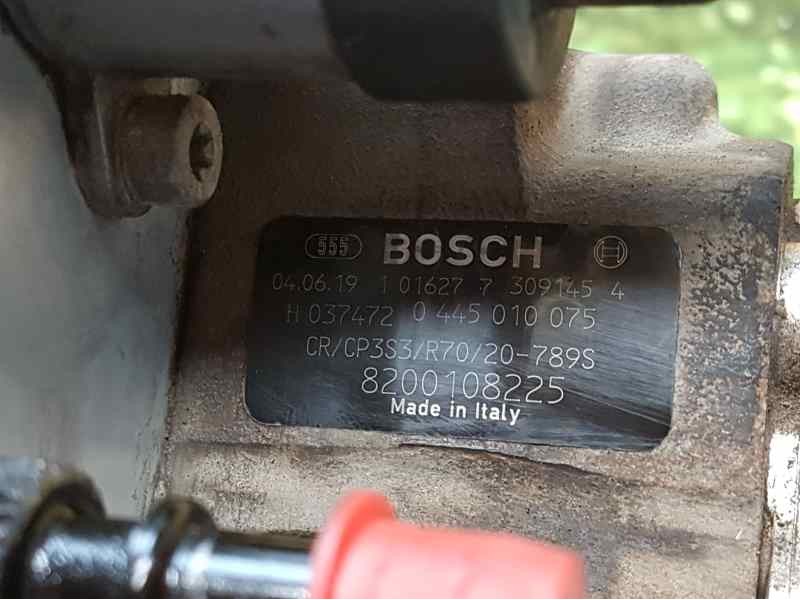 555 BOSCH
04.06.19 1 01627 7 309145 4
H 037472 0 445 010 075
CR/CP3S3/R70/20-789S
8200108225
Made in Italy